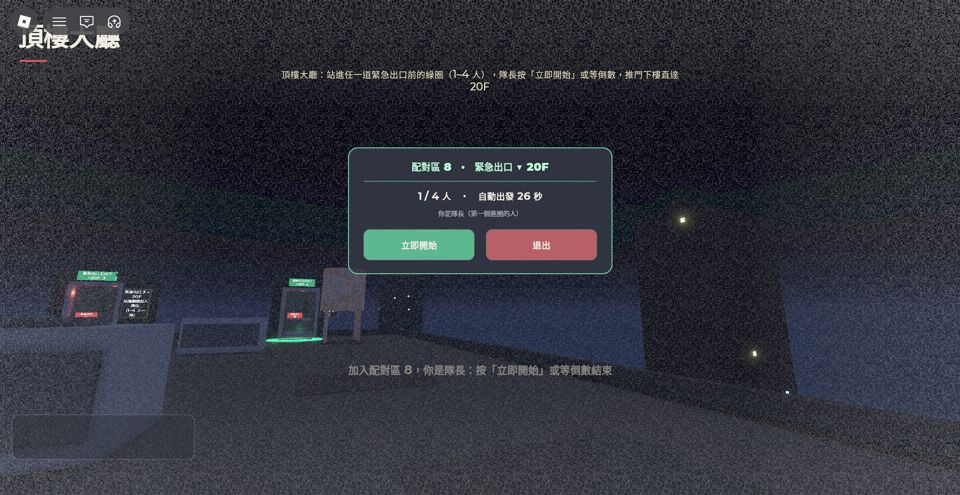 頂樓大廳
頂樓大廳：站進任一道緊急出口前的綠圈（1–4 人），隊長按「立即開始」或等倒數，推門下樓直達
20F
配對區 8 • 緊急出口 ▼ 20F
1 / 4 人 • 自動出發 26 秒
你是隊長（第一個進圈的人）
立即開始
退出
加入配對區 8，你是隊長：按「立即開始」或等倒數結束